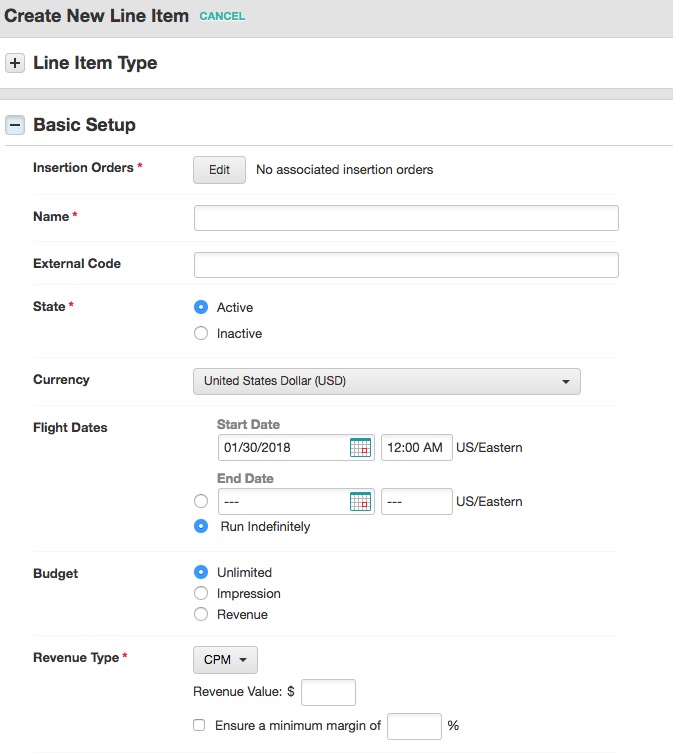 Create New Line Item CANCEL
+ Line Item Type
− Basic Setup
Insertion Orders * Edit No associated insertion orders
Name *
External Code
State * Active
Inactive
Currency United States Dollar (USD)
Flight Dates Start Date
01/30/2018 12:00 AM US/Eastern
End Date
--- --- US/Eastern
Run Indefinitely
Budget Unlimited
Impression
Revenue
Revenue Type * CPM
Revenue Value: $
Ensure a minimum margin of %